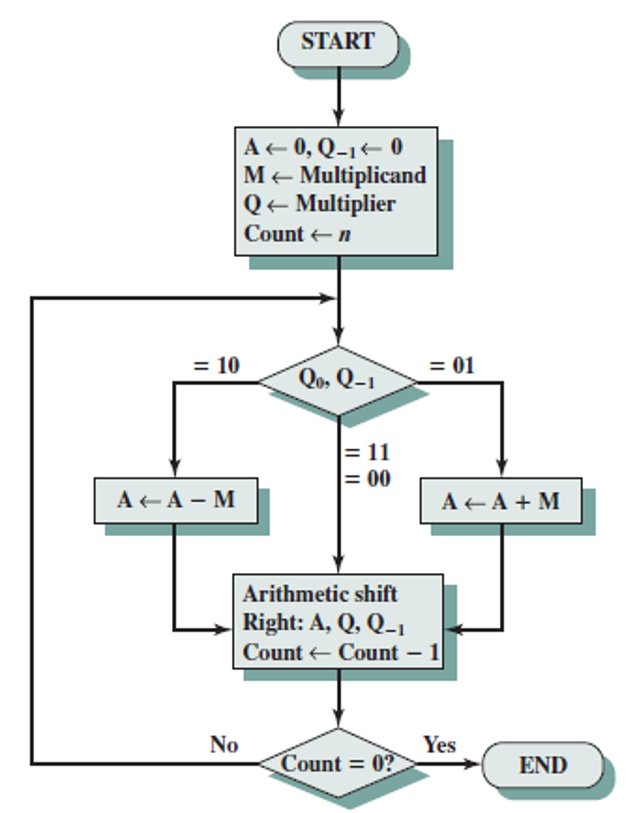 START
A ← 0, Q₋₁ ← 0
M ← Multiplicand
Q ← Multiplier
Count ← n
= 10
Q₀, Q₋₁
= 01
= 11
= 00
A ← A − M
A ← A + M
Arithmetic shift
Right: A, Q, Q₋₁
Count ← Count − 1
No
Count = 0?
Yes
END